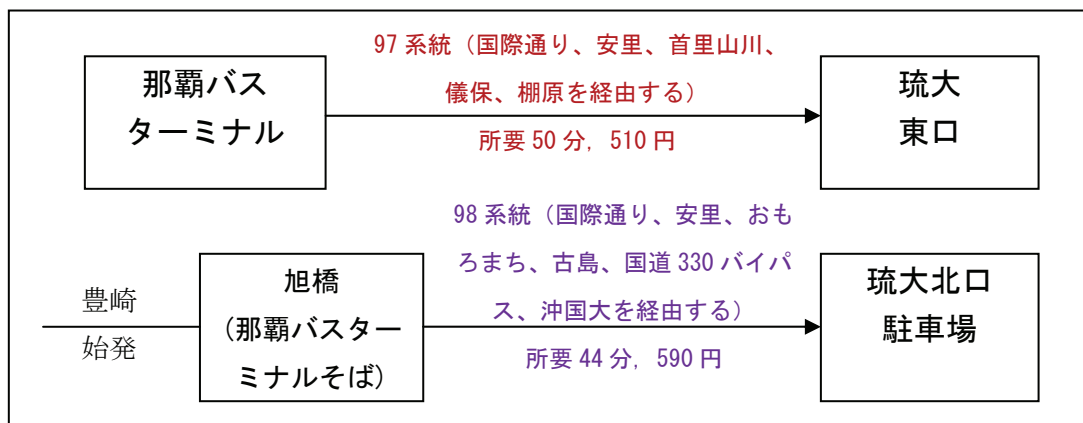 97 系統（国際通り、安里、首里山川、
儀保、棚原を経由する）
所要 50 分, 510 円
那覇バス
ターミナル
琉大
東口
98 系統（国際通り、安里、おも
ろまち、古島、国道 330 バイパ
ス、沖国大を経由する）
所要 44 分, 590 円
豊崎
始発
旭橋
(那覇バスター
ミナルそば)
琉大北口
駐車場